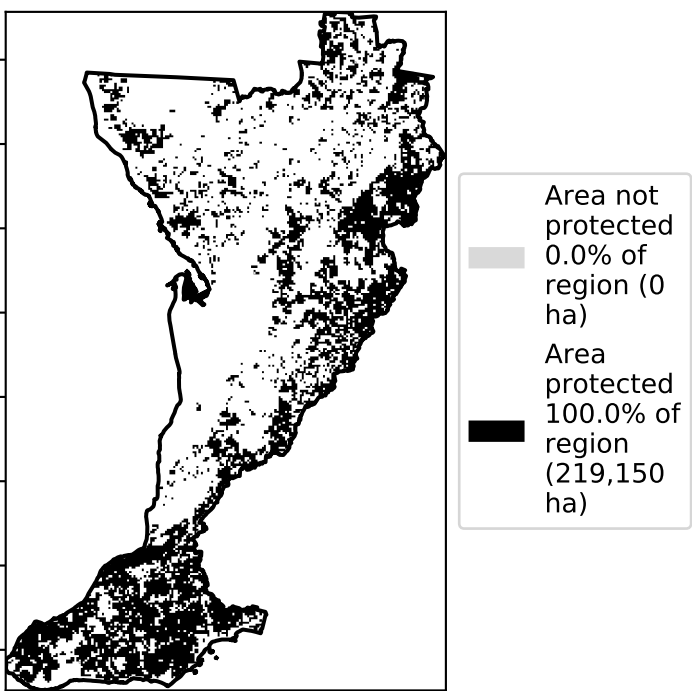 Area not
protected
0.0% of
region (0
ha)
Area
protected
100.0% of
region
(219,150
ha)